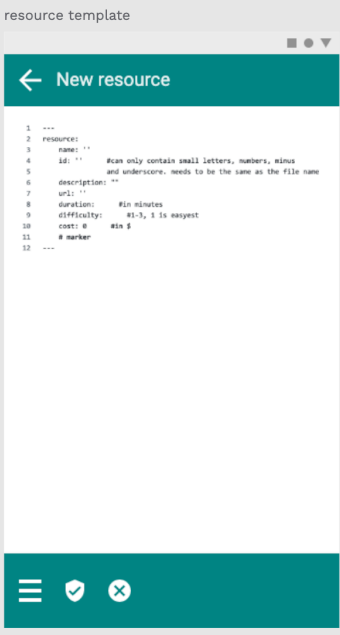 resource template
New resource
1 ---
2 resource:
3 name: ''
4 id: '' #can only contain small letters, numbers, minus
5 and underscore. needs to be the same as the file name
6 description: ""
7 url: ''
8 duration: #in minutes
9 difficulty: #1-3, 1 is easyest
10 cost: 0 #in $
11 # marker
12 ---